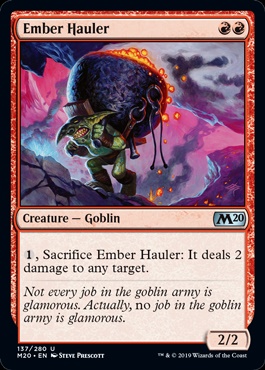 Ember Hauler
Creature — Goblin
M20
1, Sacrifice Ember Hauler: It deals 2
damage to any target.
Not every job in the goblin army is
glamorous. Actually, no job in the goblin
army is glamorous.
2/2
137/280 U
M20 • EN STEVE PRESCOTT
™ & © 2019 Wizards of the Coast